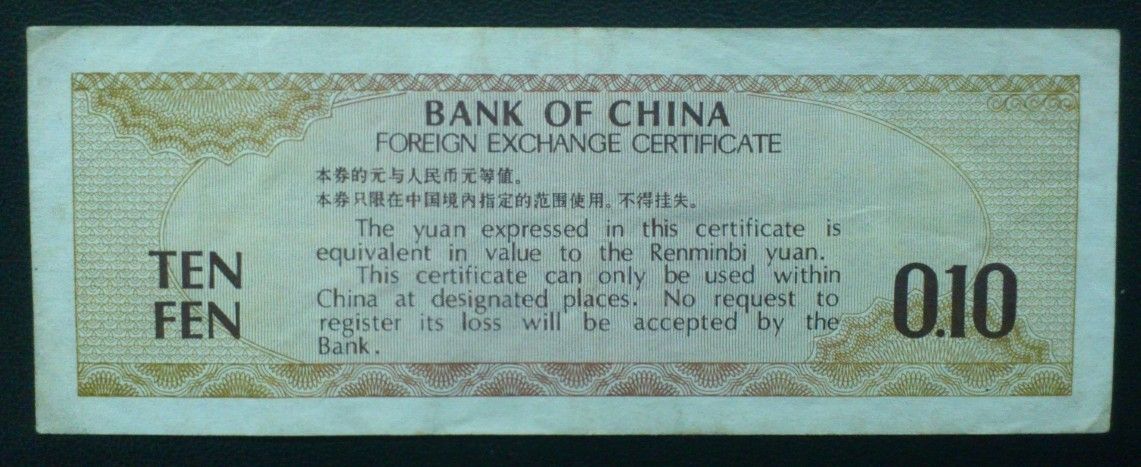 BANK OF CHINA
FOREIGN EXCHANGE CERTIFICATE
本券的元与人民币元等值。
本券只限在中国境内指定的范围使用。不得挂失。
The yuan expressed in this certificate is
equivalent in value to the Renminbi yuan.
This certificate can only be used within
China at designated places. No request to
register its loss will be accepted by the
Bank.
TEN
FEN
0.10